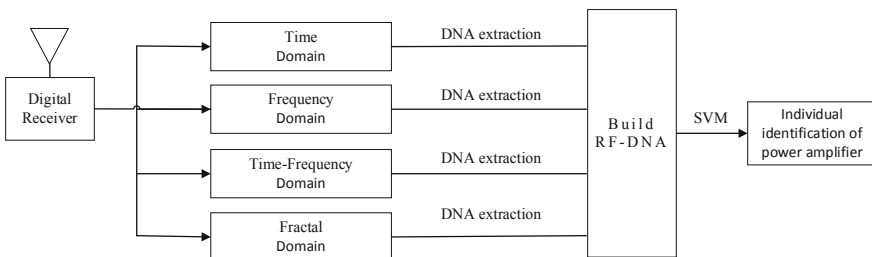 Digital
Receiver
Time
Domain
DNA extraction
Frequency
Domain
DNA extraction
Time-Frequency
Domain
DNA extraction
Fractal
Domain
DNA extraction
Build
RF-DNA
SVM
Individual
identification of
power amplifier